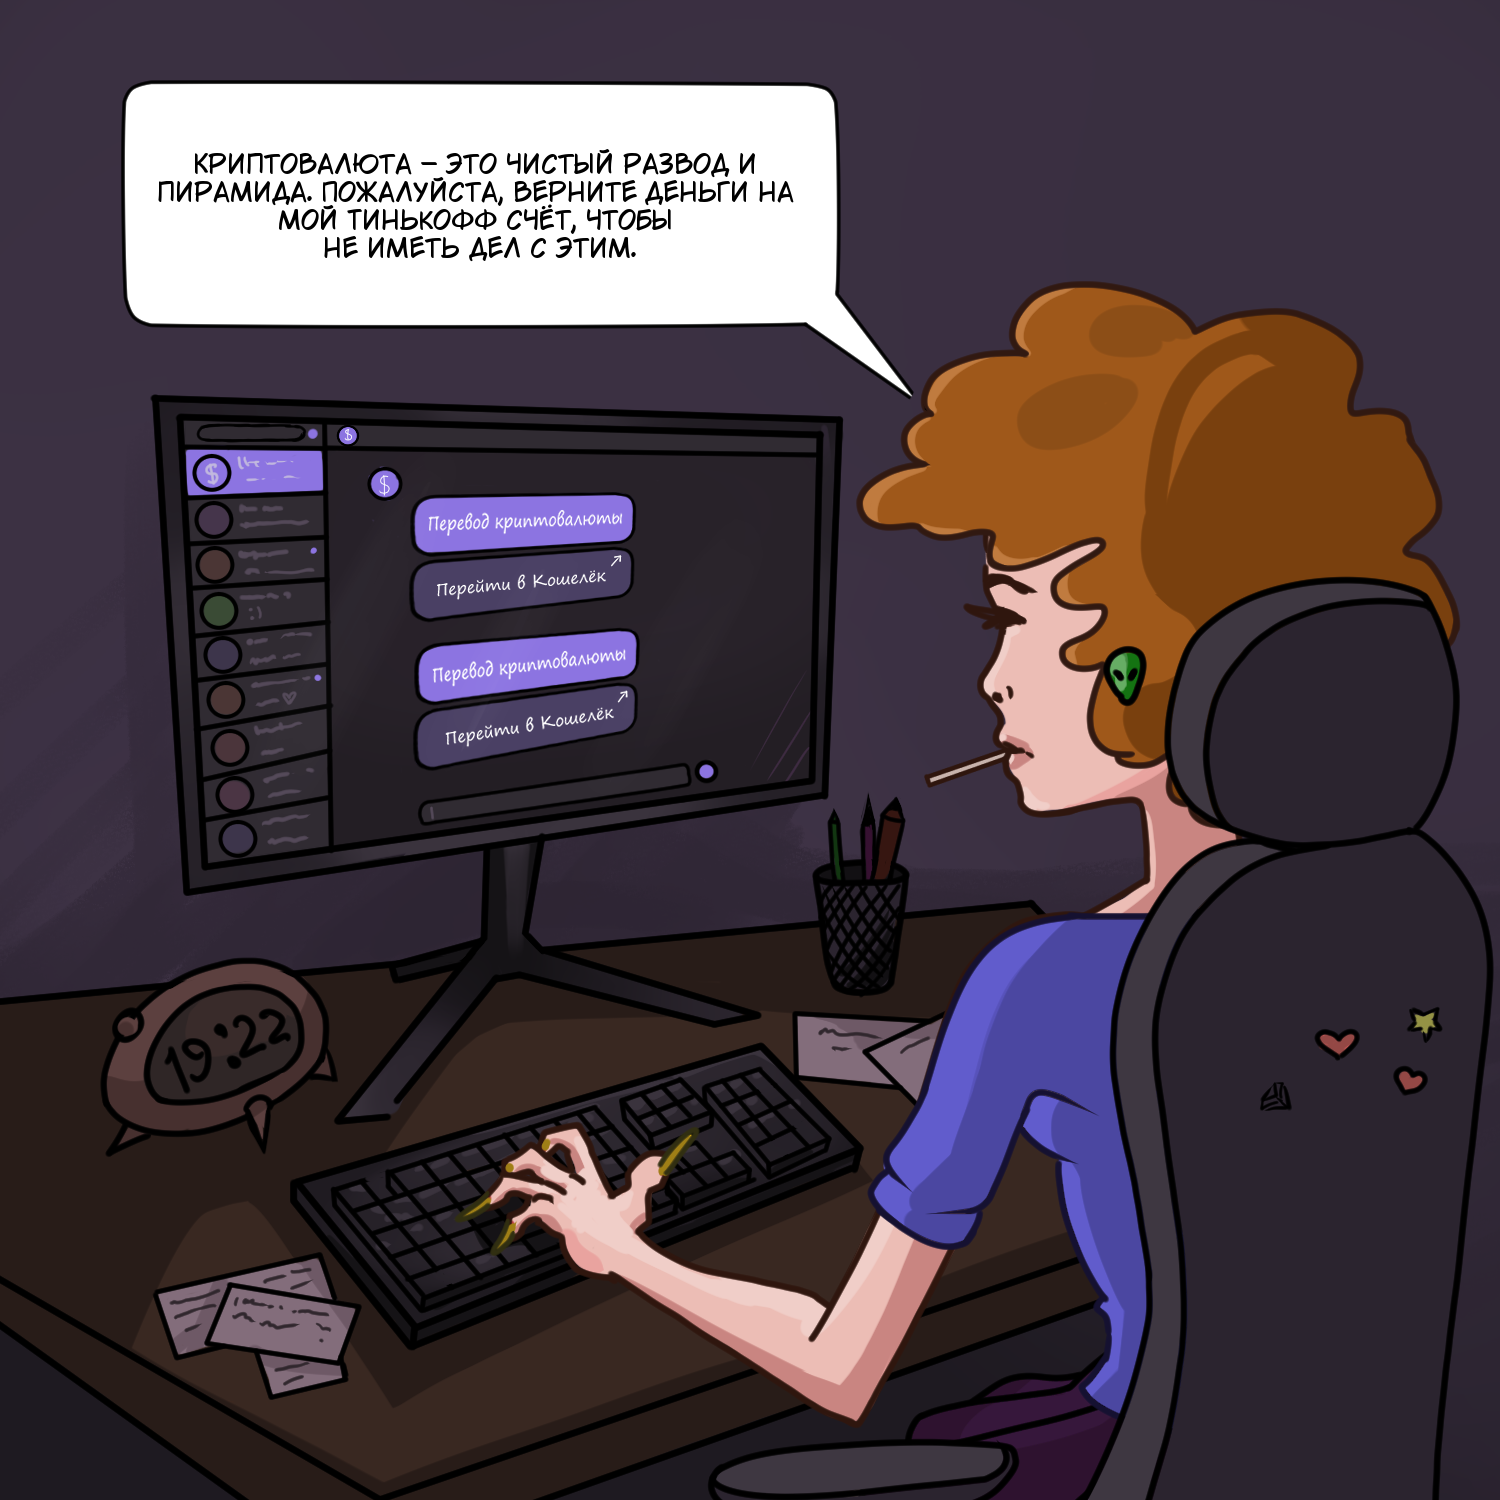 КРИПТОВАЛЮТА – ЭТО ЧИСТЫЙ РАЗВОД И
ПИРАМИДА. ПОЖАЛУЙСТА, ВЕРНИТЕ ДЕНЬГИ НА
МОЙ ТИНЬКОФФ СЧЁТ, ЧТОБЫ
НЕ ИМЕТЬ ДЕЛ С ЭТИМ.
$
$
$
Перевод криптовалюты
Перейти в Кошелёк
:)
Перевод криптовалюты
Перейти в Кошелёк
19:22